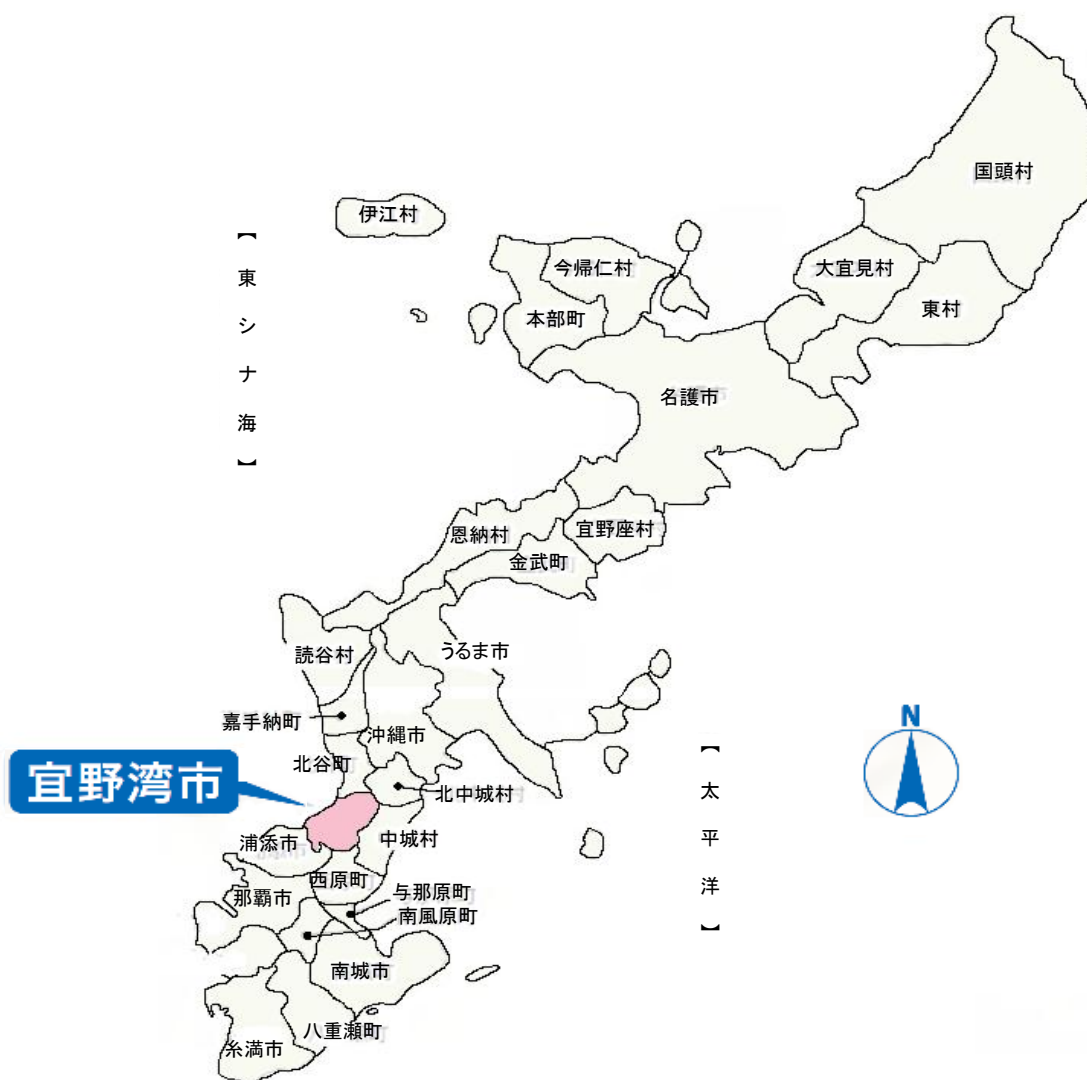 国頭村
伊江村
【東シナ海】
今帰仁村
大宜見村
本部町
東村
名護市
恩納村
宜野座村
金武町
うるま市
読谷村
嘉手納町
沖縄市
N
北谷町
宜野湾市
北中城村
【太平洋】
浦添市
中城村
西原町
与那原町
那覇市
南風原町
南城市
八重瀬町
糸満市